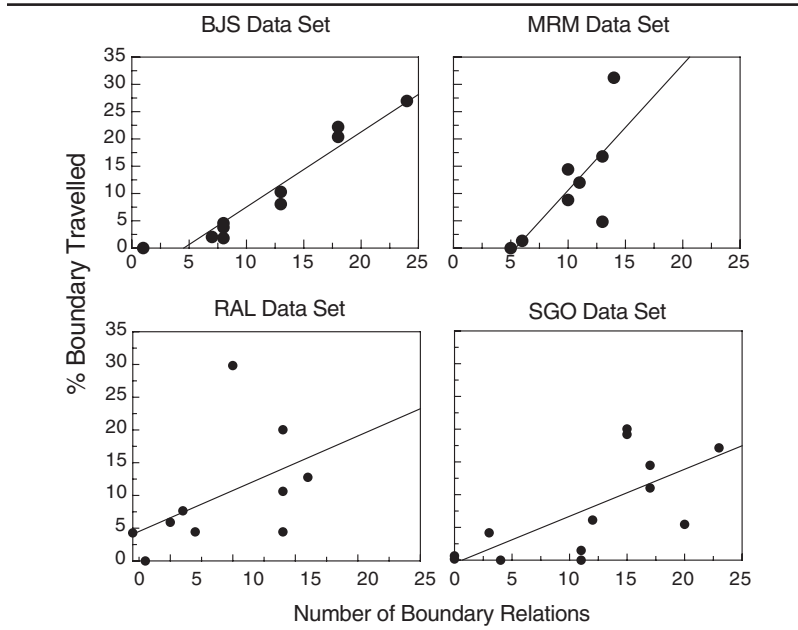 BJS Data Set
MRM Data Set
35
30
25
20
15
10
5
0
0 5 10 15 20 25
0 5 10 15 20 25
RAL Data Set
SGO Data Set
35
30
25
20
15
10
5
0
0 5 10 15 20 25
0 5 10 15 20 25
% Boundary Travelled
Number of Boundary Relations